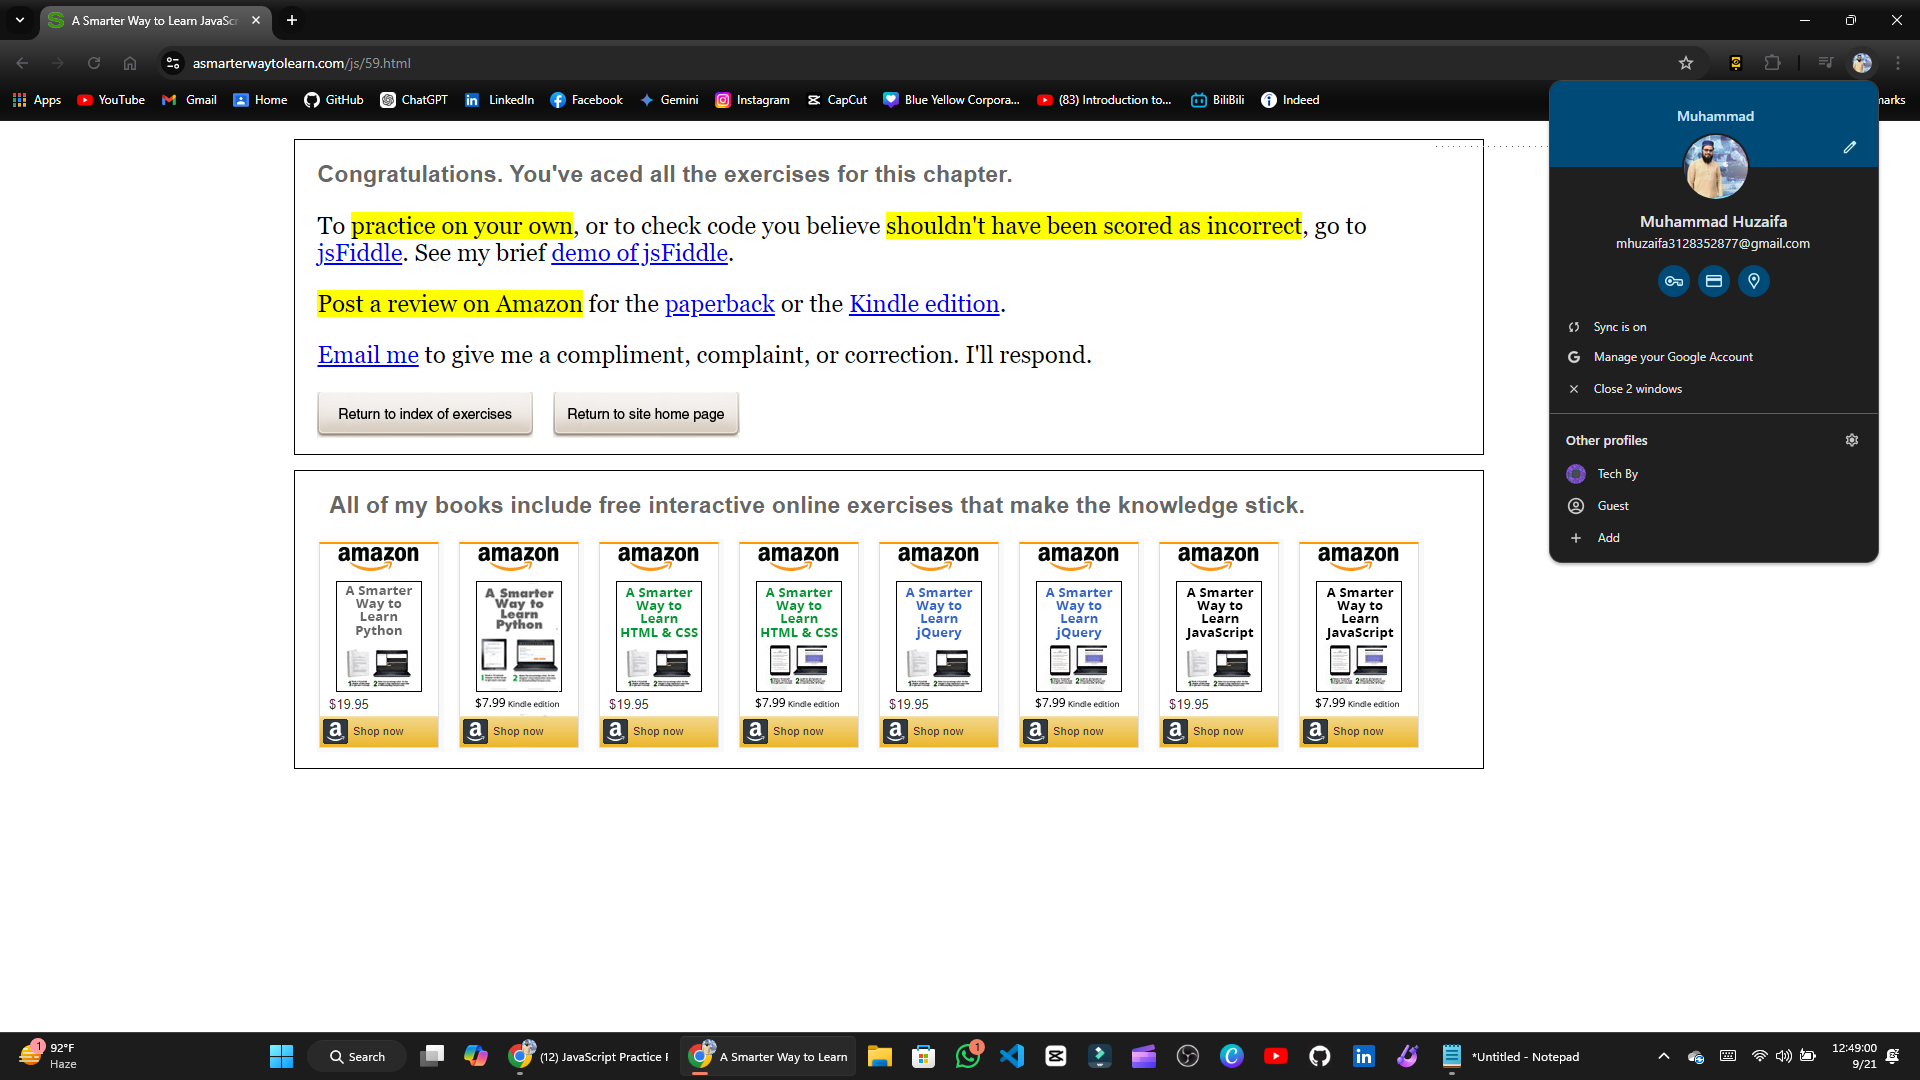 A Smarter Way to Learn JavaSc
asmarterwaytolearn.com/js/59.html
Apps YouTube Gmail Home GitHub ChatGPT LinkedIn Facebook Gemini Instagram CapCut Blue Yellow Corpora... (83) Introduction to... BiliBili Indeed marks
Congratulations. You've aced all the exercises for this chapter.
To practice on your own, or to check code you believe shouldn't have been scored as incorrect, go to
jsFiddle. See my brief demo of jsFiddle.
Post a review on Amazon for the paperback or the Kindle edition.
Email me to give me a compliment, complaint, or correction. I'll respond.
Return to index of exercises Return to site home page
Muhammad
Muhammad Huzaifa
mhuzaifa3128352877@gmail.com
Sync is on
Manage your Google Account
Close 2 windows
Other profiles
Tech By
Guest
Add
All of my books include free interactive online exercises that make the knowledge stick.
amazon amazon amazon amazon amazon amazon amazon amazon
A Smarter A Smarter A Smarter A Smarter A Smarter A Smarter A Smarter A Smarter
Way to Way to Way to Way to Way to Way to Way to Way to
Learn Learn Learn Learn Learn Learn Learn Learn
Python Python HTML & CSS HTML & CSS jQuery jQuery JavaScript JavaScript
$19.95 $7.99 Kindle edition $19.95 $7.99 Kindle edition $19.95 $7.99 Kindle edition $19.95 $7.99 Kindle edition
Shop now Shop now Shop now Shop now Shop now Shop now Shop now Shop now
1 92°F
Haze
Search
(12) JavaScript Practice
A Smarter Way to Learn
1
*Untitled - Notepad
12:49:00
9/21